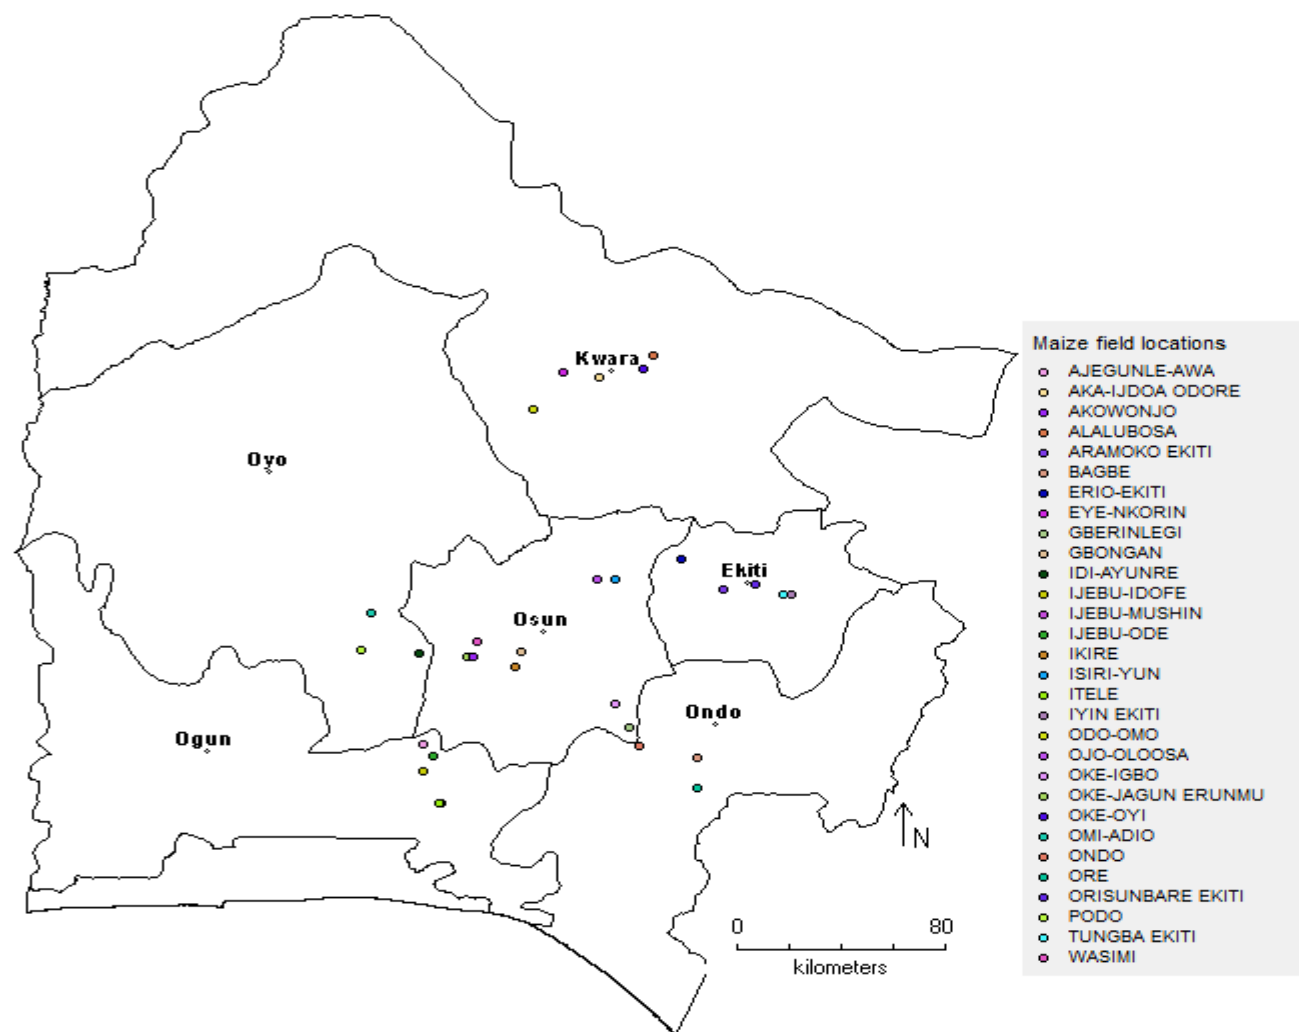 Kwara
Oyo
Ekiti
Osun
Ondo
Ogun
N
0 80
kilometers
Maize field locations
AJEGUNLE-AWA
AKA-IJDOA ODORE
AKOWONJO
ALALUBOSA
ARAMOKO EKITI
BAGBE
ERIO-EKITI
EYE-NKORIN
GBERINLEGI
GBONGAN
IDI-AYUNRE
IJEBU-IDOFE
IJEBU-MUSHIN
IJEBU-ODE
IKIRE
ISIRI-YUN
ITELE
IYIN EKITI
ODO-OMO
OJO-OLOOSA
OKE-IGBO
OKE-JAGUN ERUNMU
OKE-OYI
OMI-ADIO
ONDO
ORE
ORISUNBARE EKITI
PODO
TUNGBA EKITI
WASIMI